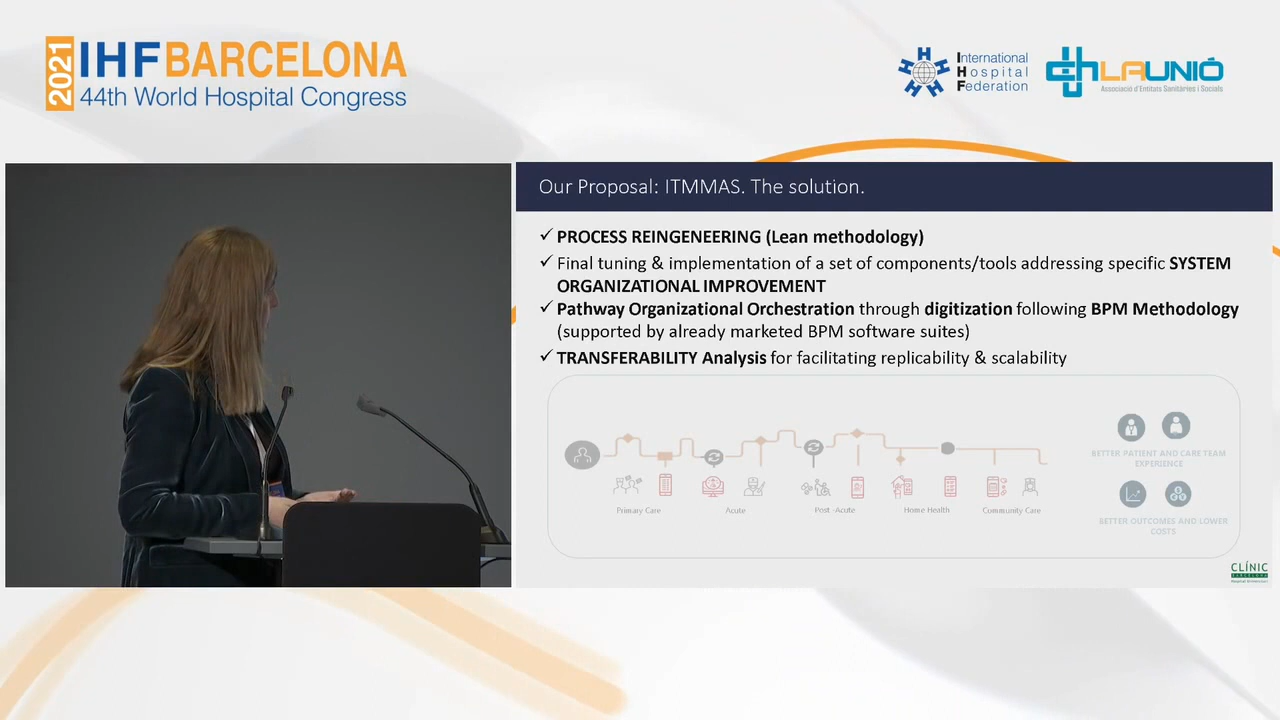 2021 IHF BARCELONA
44th World Hospital Congress
International
Hospital
Federation
I
H
F
LAUNIÓ
Associació d'Entitats Sanitàries i Socials
Our Proposal: ITMMAS. The solution.
✓ PROCESS REINGENEERING (Lean methodology)
✓ Final tuning & implementation of a set of components/tools addressing specific SYSTEM
ORGANIZATIONAL IMPROVEMENT
✓ Pathway Organizational Orchestration through digitization following BPM Methodology
(supported by already marketed BPM software suites)
✓ TRANSFERABILITY Analysis for facilitating replicability & scalability
BETTER PATIENT AND CARE TEAM
EXPERIENCE
Primary Care
Acute
Post -Acute
Home Health
Community Care
BETTER OUTCOMES AND LOWER
COSTS
CLÍNIC
BARCELONA
Hospital Universitari